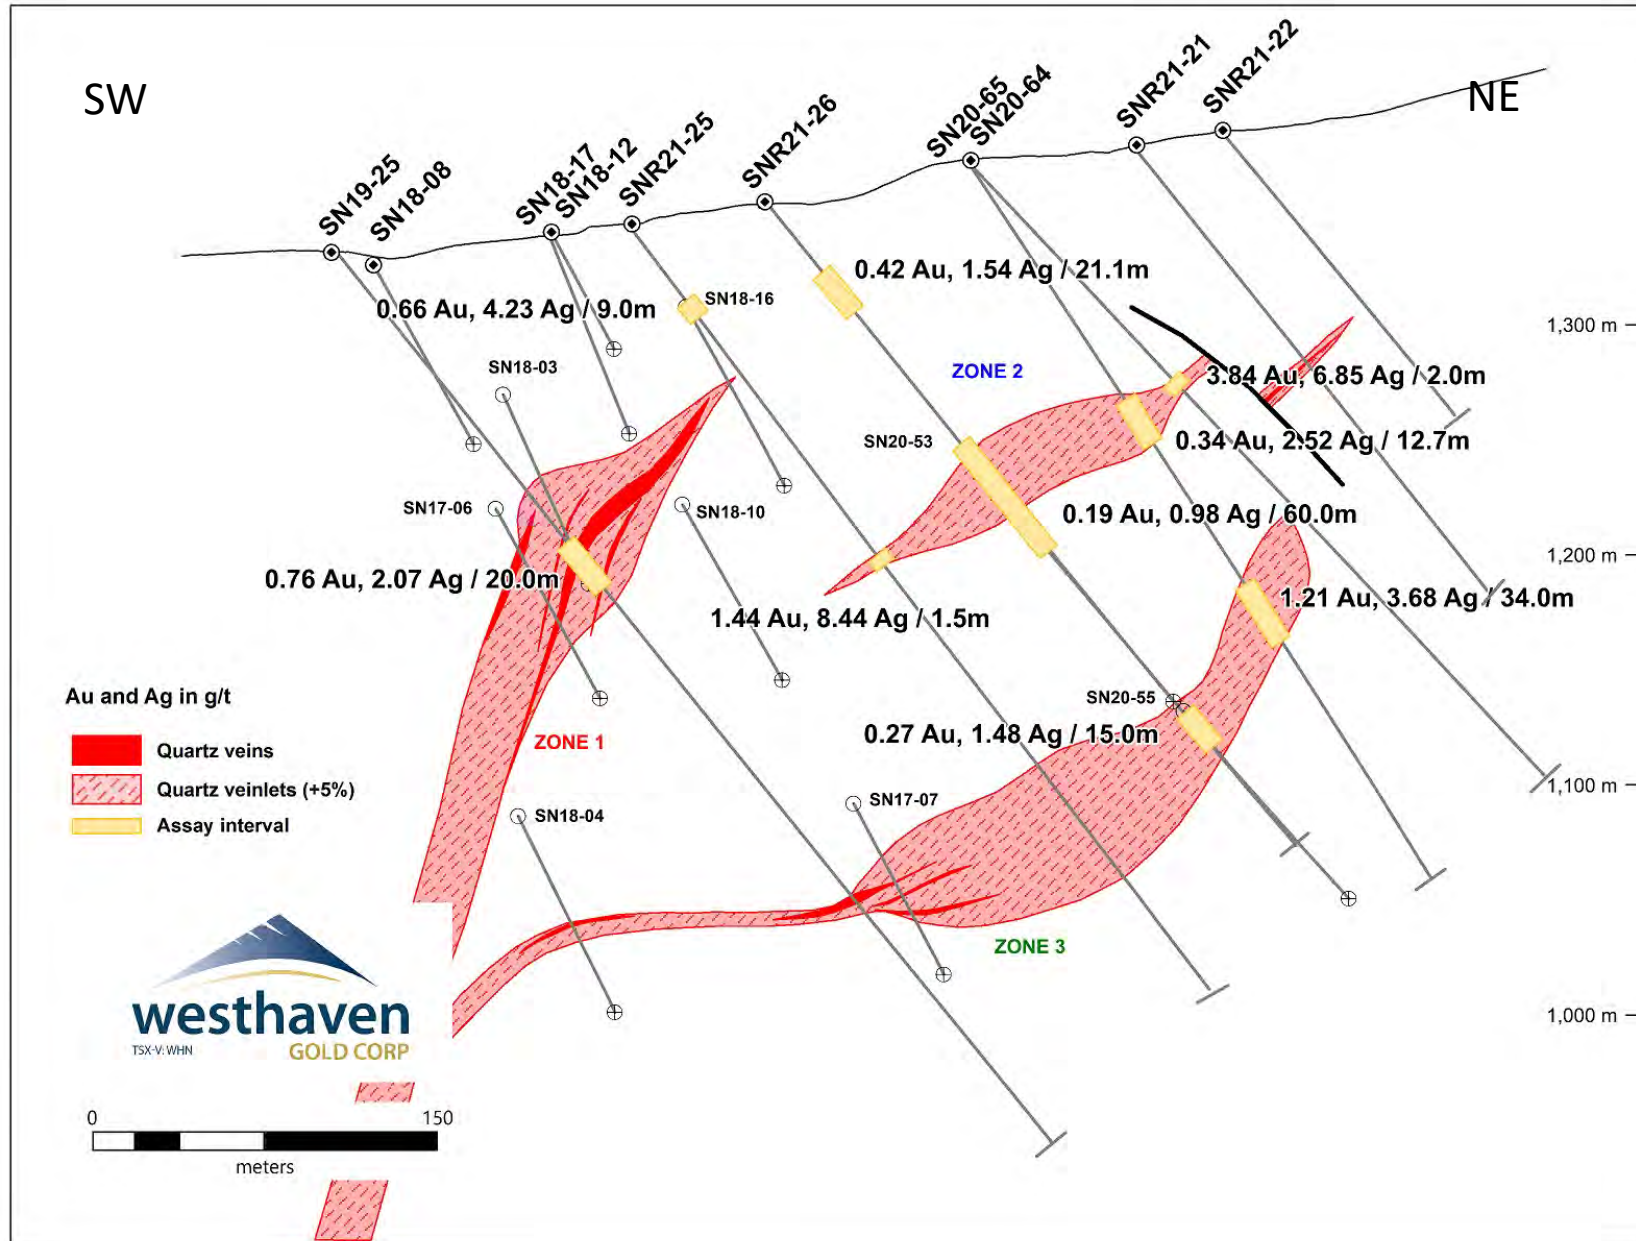 SW
NE
SN19-25
SN18-08
SN18-17
SN18-12
SNR21-25
SNR21-26
SN20-65
SN20-64
SNR21-21
SNR21-22
0.42 Au, 1.54 Ag / 21.1m
0.66 Au, 4.23 Ag / 9.0m
SN18-16
1,300 m
SN18-03
ZONE 2
3.84 Au, 6.85 Ag / 2.0m
SN20-53
0.34 Au, 2.52 Ag / 12.7m
SN17-06
SN18-10
0.19 Au, 0.98 Ag / 60.0m
1,200 m
0.76 Au, 2.07 Ag / 20.0m
1.21 Au, 3.68 Ag / 34.0m
1.44 Au, 8.44 Ag / 1.5m
Au and Ag in g/t
SN20-55
0.27 Au, 1.48 Ag / 15.0m
ZONE 1
Quartz veins
Quartz veinlets (+5%)
Assay interval
1,100 m
SN17-07
SN18-04
ZONE 3
westhaven
TSX-V: WHN
GOLD CORP
1,000 m
0 150
meters